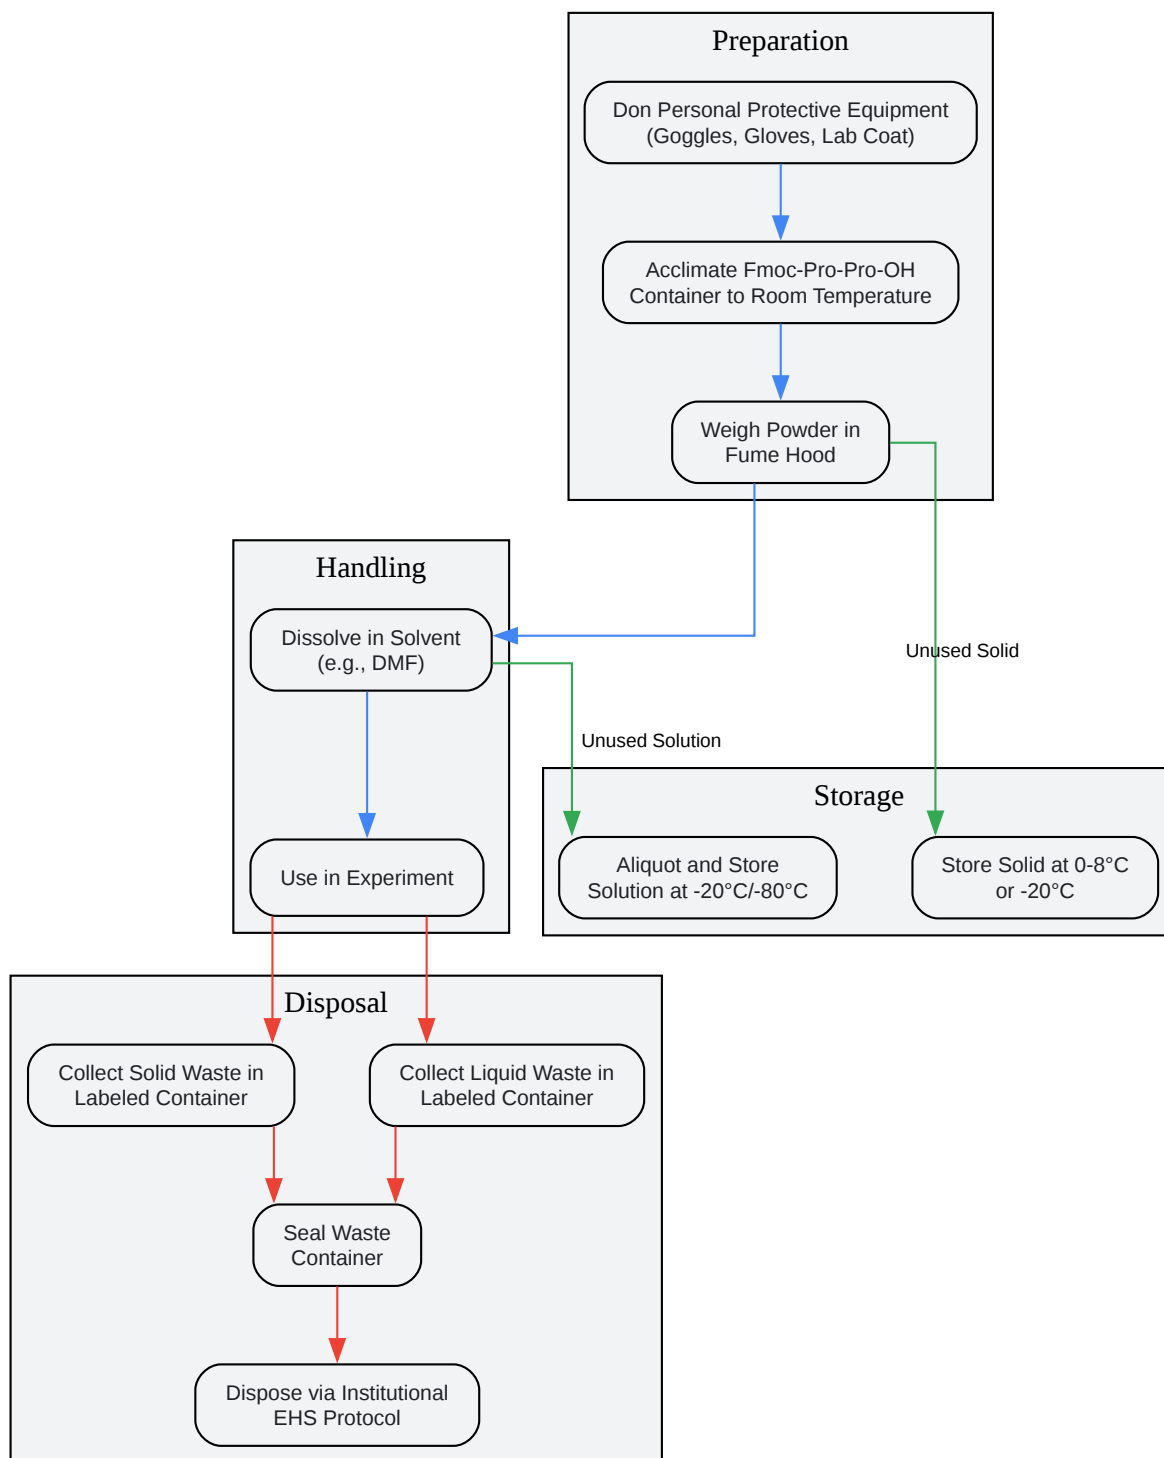 Preparation
Don Personal Protective Equipment
(Goggles, Gloves, Lab Coat)
Acclimate Fmoc-Pro-Pro-OH
Container to Room Temperature
Weigh Powder in
Fume Hood
Handling
Dissolve in Solvent
(e.g., DMF)
Unused Solid
Unused Solution
Storage
Use in Experiment
Aliquot and Store
Solution at -20°C/-80°C
Store Solid at 0-8°C
or -20°C
Disposal
Collect Solid Waste in
Labeled Container
Collect Liquid Waste in
Labeled Container
Seal Waste
Container
Dispose via Institutional
EHS Protocol